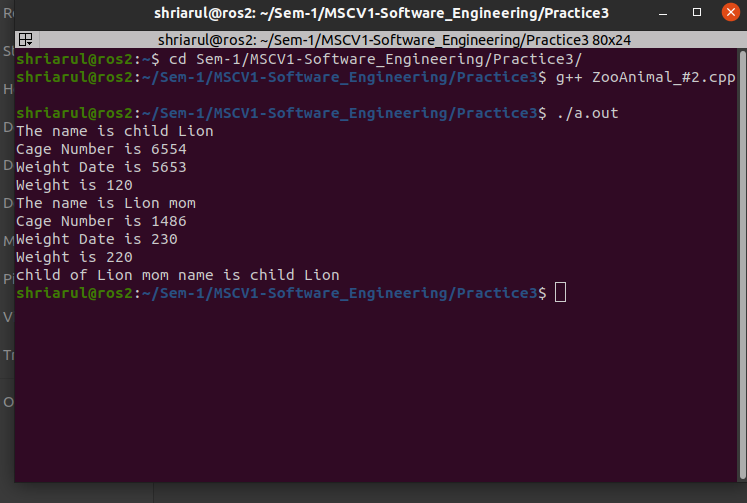 shriarul@ros2: ~/Sem-1/MSCV1-Software_Engineering/Practice3
shriarul@ros2: ~/Sem-1/MSCV1-Software_Engineering/Practice3 80x24
shriarul@ros2:~$ cd Sem-1/MSCV1-Software_Engineering/Practice3/
shriarul@ros2:~/Sem-1/MSCV1-Software_Engineering/Practice3$ g++ ZooAnimal_#2.cpp
shriarul@ros2:~/Sem-1/MSCV1-Software_Engineering/Practice3$ ./a.out
The name is child Lion
Cage Number is 6554
Weight Date is 5653
Weight is 120
The name is Lion mom
Cage Number is 1486
Weight Date is 230
Weight is 220
child of Lion mom name is child Lion
shriarul@ros2:~/Sem-1/MSCV1-Software_Engineering/Practice3$